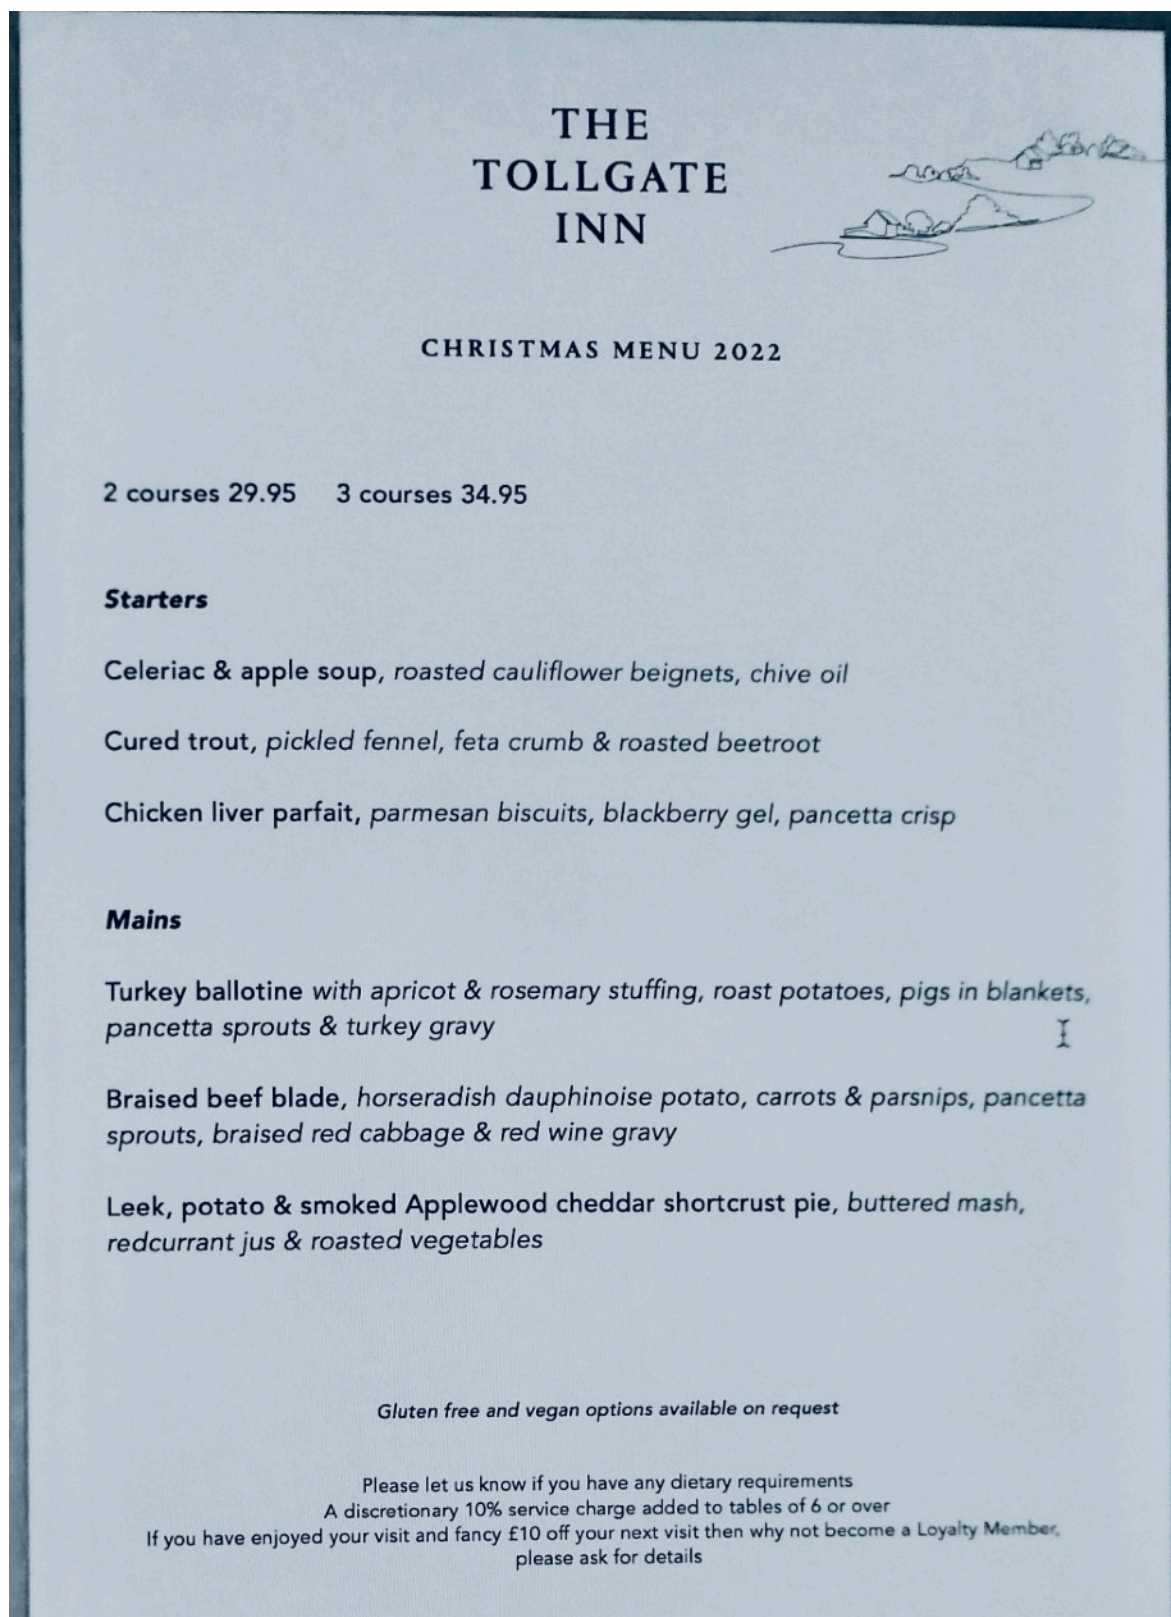 THE
TOLLGATE
INN
CHRISTMAS MENU 2022
2 courses 29.95 3 courses 34.95
Starters
Celeriac & apple soup, roasted cauliflower beignets, chive oil
Cured trout, pickled fennel, feta crumb & roasted beetroot
Chicken liver parfait, parmesan biscuits, blackberry gel, pancetta crisp
Mains
Turkey ballotine with apricot & rosemary stuffing, roast potatoes, pigs in blankets,
pancetta sprouts & turkey gravy
Braised beef blade, horseradish dauphinoise potato, carrots & parsnips, pancetta
sprouts, braised red cabbage & red wine gravy
Leek, potato & smoked Applewood cheddar shortcrust pie, buttered mash,
redcurrant jus & roasted vegetables
Gluten free and vegan options available on request
Please let us know if you have any dietary requirements
A discretionary 10% service charge added to tables of 6 or over
If you have enjoyed your visit and fancy £10 off your next visit then why not become a Loyalty Member,
please ask for details